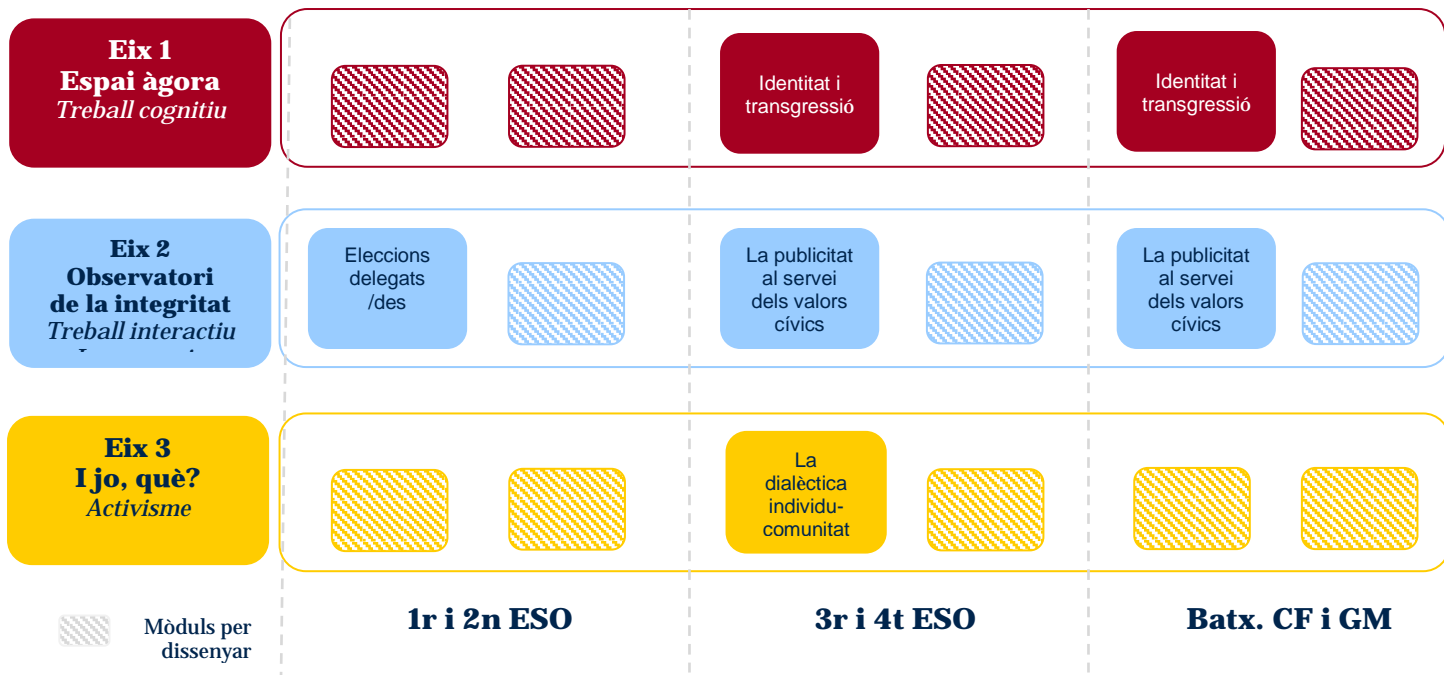 Eix 1
Espai àgora
Treball cognitiu
Identitat i
transgressió
Identitat i
transgressió
Eix 2
Observatori
de la integritat
Treball interactiu
Eleccions
delegats
/des
La publicitat
al servei
dels valors
cívics
La publicitat
al servei
dels valors
cívics
Eix 3
I jo, què?
Activisme
La
dialèctica
individu-
comunitat
Mòduls per
dissenyar
1r i 2n ESO
3r i 4t ESO
Batx. CF i GM